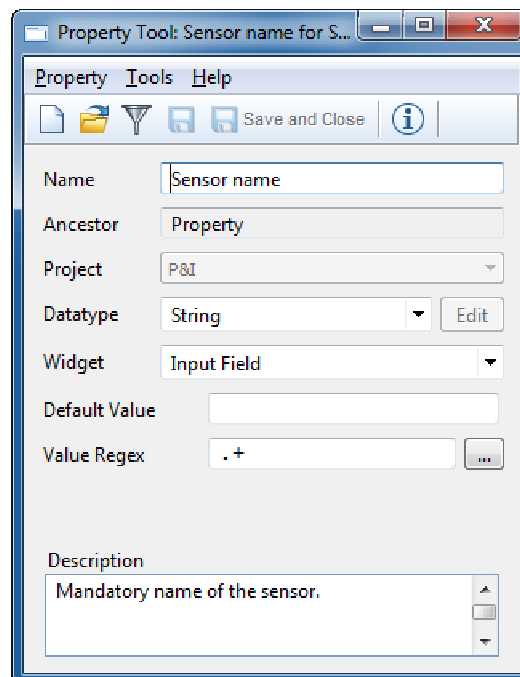 Property Tool: Sensor name for S...
Property Tools Help
Save and Close
Name Sensor name
Ancestor Property
Project P&I
Datatype String Edit
Widget Input Field
Default Value
Value Regex .+ ...
Description
Mandatory name of the sensor.